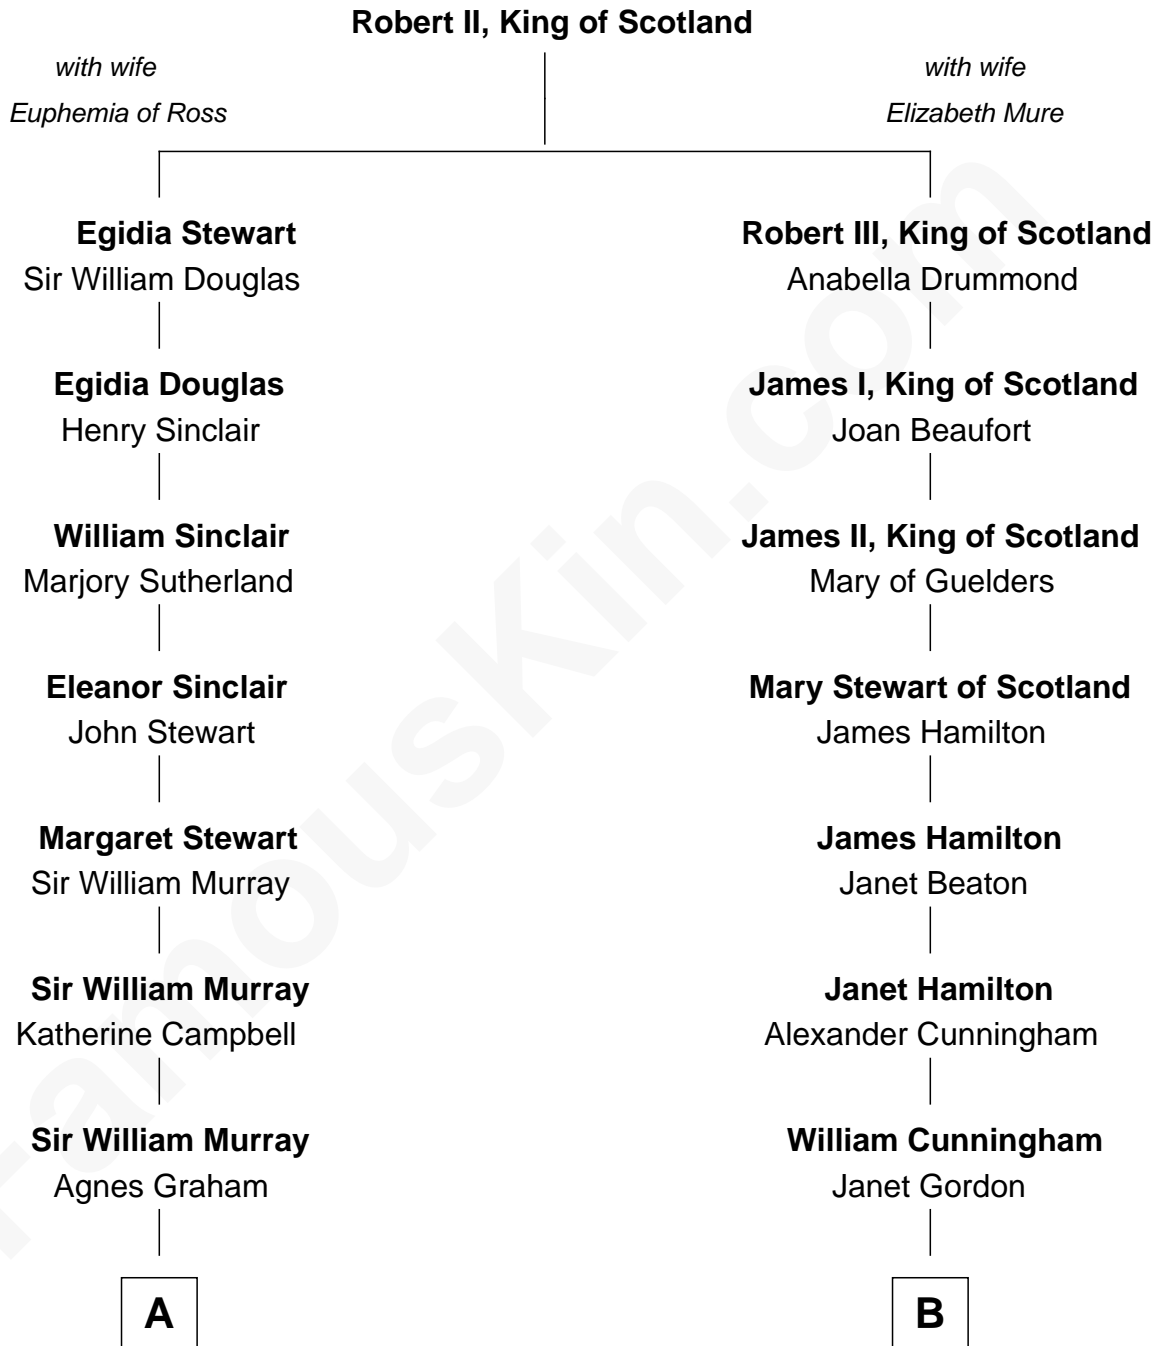 Robert II, King of Scotland
with wife
Euphemia of Ross
with wife
Elizabeth Mure
Egidia Stewart
Sir William Douglas
Robert III, King of Scotland
Anabella Drummond
Egidia Douglas
Henry Sinclair
James I, King of Scotland
Joan Beaufort
William Sinclair
Marjory Sutherland
James II, King of Scotland
Mary of Guelders
Eleanor Sinclair
John Stewart
Mary Stewart of Scotland
James Hamilton
Margaret Stewart
Sir William Murray
James Hamilton
Janet Beaton
Sir William Murray
Katherine Campbell
Janet Hamilton
Alexander Cunningham
Sir William Murray
Agnes Graham
William Cunningham
Janet Gordon
A
B
FamousKin.com